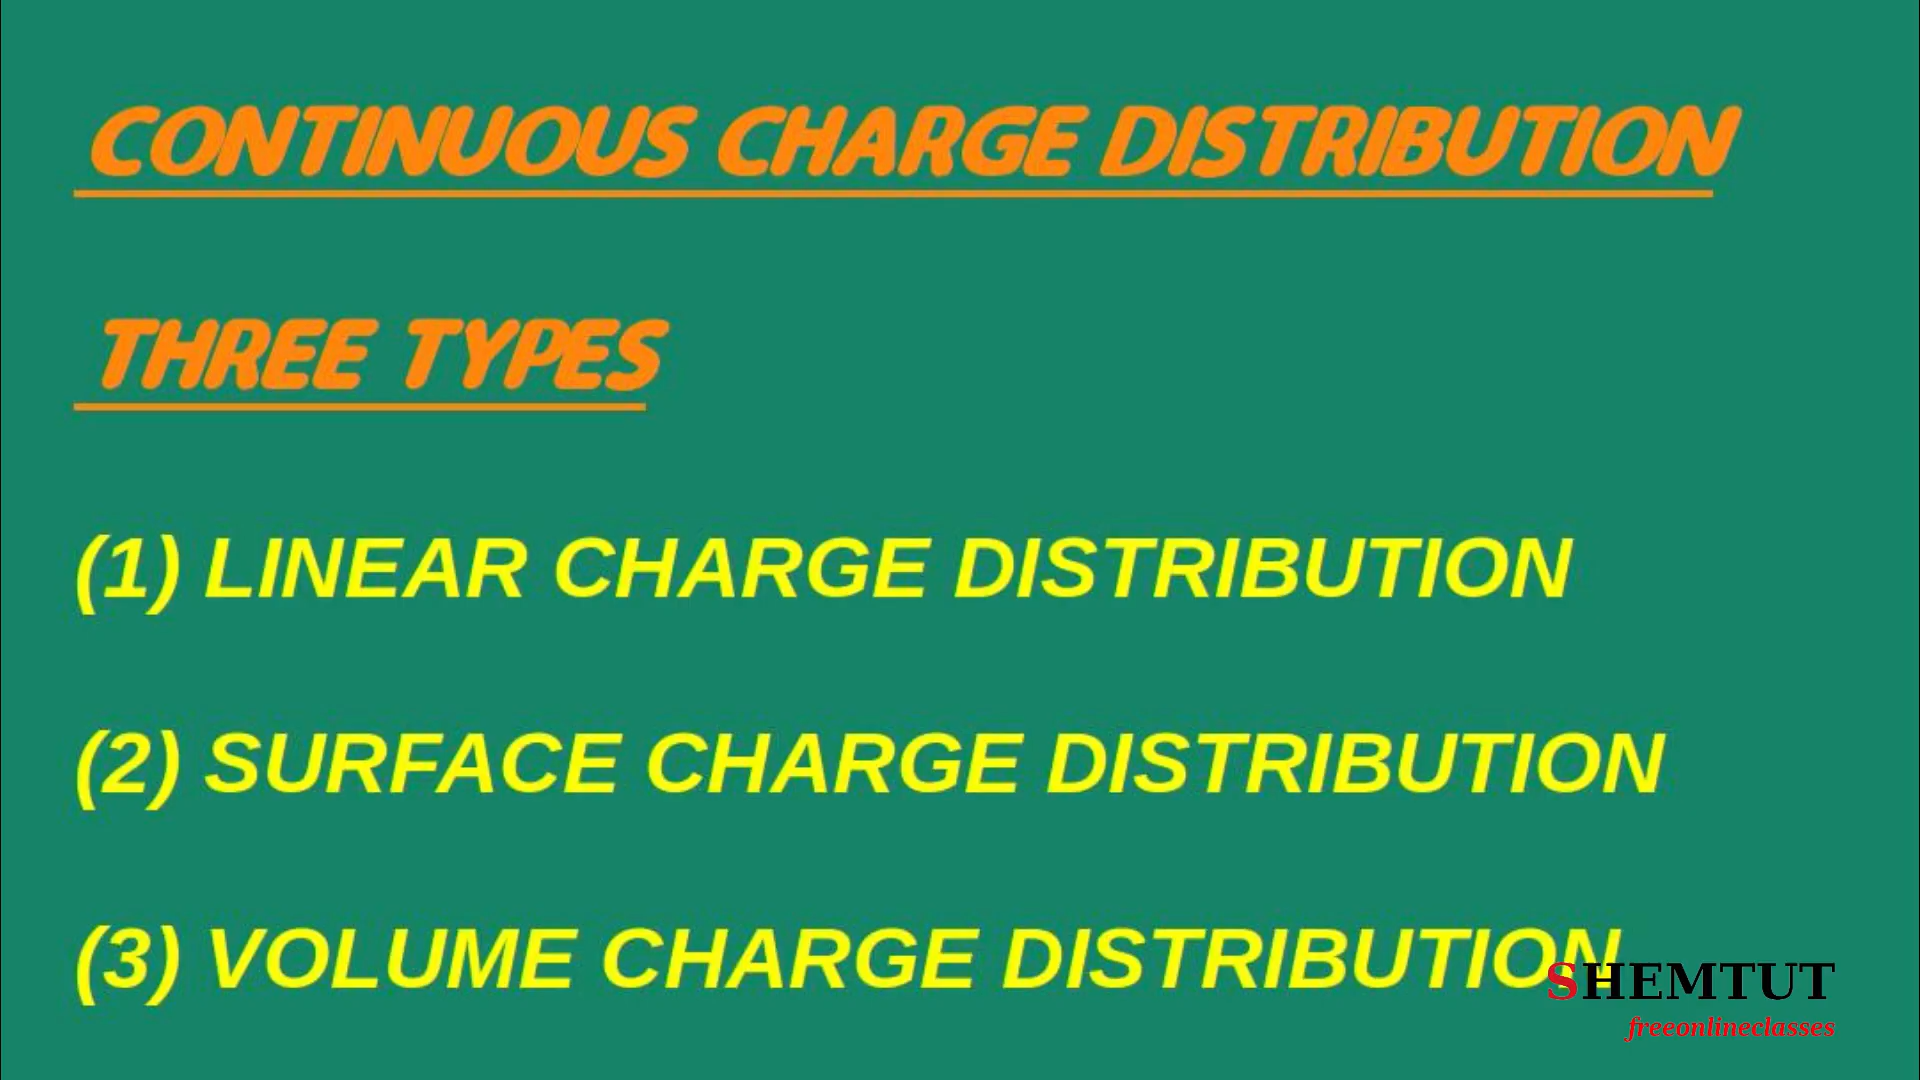 CONTINUOUS CHARGE DISTRIBUTION
THREE TYPES
(1) LINEAR CHARGE DISTRIBUTION
(2) SURFACE CHARGE DISTRIBUTION
(3) VOLUME CHARGE DISTRIBUTION
SHEMTUT
freeonlineclasses